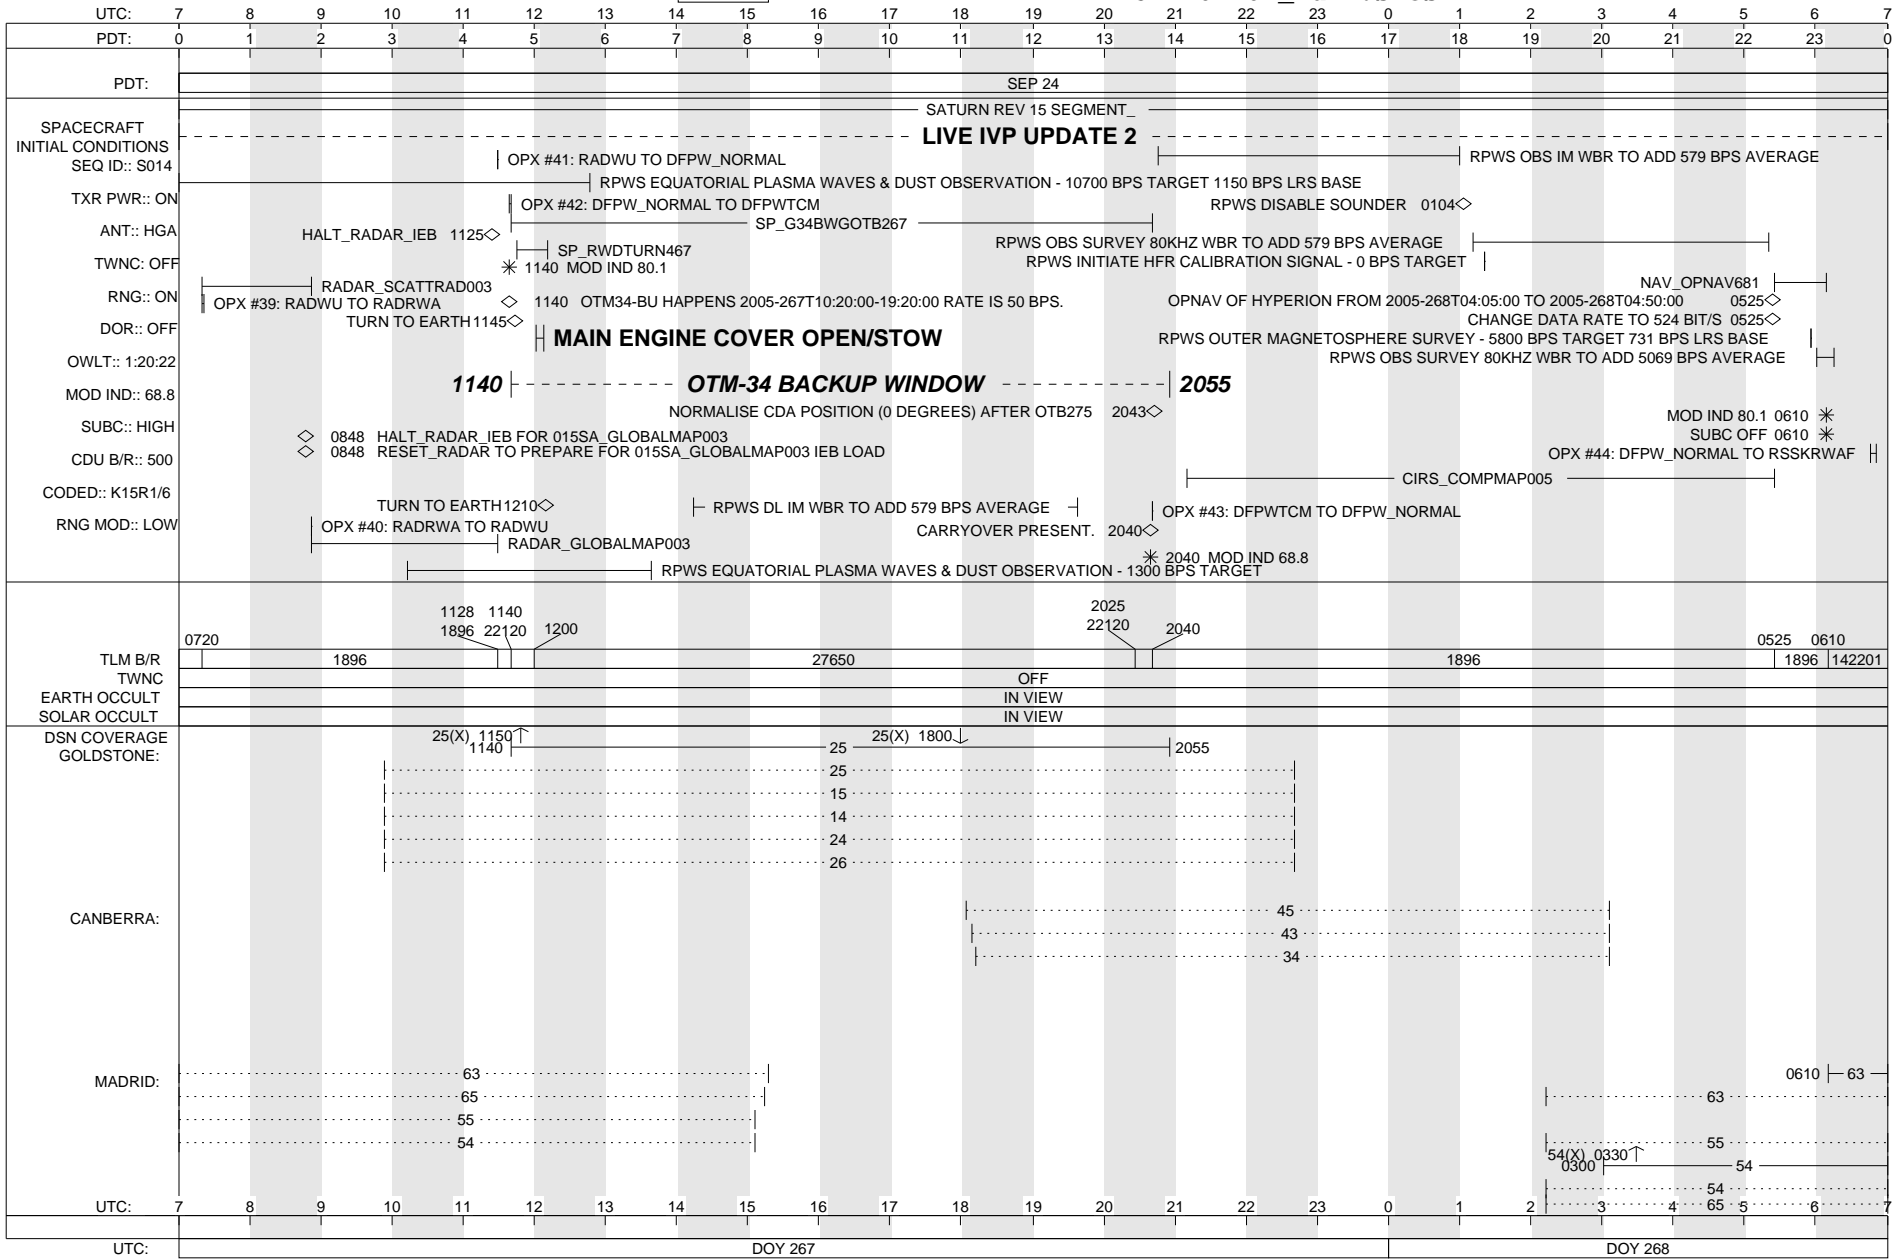 UTC: 7 8 9 10 11 12 13 14 15 16 17 18 19 20 21 22 23 0 1 2 3 4 5 6 7
PDT: 0 1 2 3 4 5 6 7 8 9 10 11 12 13 14 15 16 17 18 19 20 21 22 23 0
PDT: SEP 24
SATURN REV 15 SEGMENT_
SPACECRAFT
INITIAL CONDITIONS
LIVE IVP UPDATE 2
SEQ ID:: S014
OPX #41: RADWU TO DFPW_NORMAL
RPWS OBS IM WBR TO ADD 579 BPS AVERAGE
RPWS EQUATORIAL PLASMA WAVES & DUST OBSERVATION - 10700 BPS TARGET 1150 BPS LRS BASE
TXR PWR:: ON
OPX #42: DFPW_NORMAL TO DFPWTCM
RPWS DISABLE SOUNDER 0104
SP_G34BWGOTB267
ANT:: HGA
HALT_RADAR_IEB 1125
RPWS OBS SURVEY 80KHZ WBR TO ADD 579 BPS AVERAGE
SP_RWDTURN467
TWNC: OFF
1140 MOD IND 80.1
RPWS INITIATE HFR CALIBRATION SIGNAL - 0 BPS TARGET
RADAR_SCATTRAD003
NAV_OPNAV681
RNG:: ON
OPX #39: RADWU TO RADRWA
1140 OTM34-BU HAPPENS 2005-267T10:20:00-19:20:00 RATE IS 50 BPS.
OPNAV OF HYPERION FROM 2005-268T04:05:00 TO 2005-268T04:50:00 0525
TURN TO EARTH 1145
CHANGE DATA RATE TO 524 BIT/S 0525
DOR:: OFF
MAIN ENGINE COVER OPEN/STOW
RPWS OUTER MAGNETOSPHERE SURVEY - 5800 BPS TARGET 731 BPS LRS BASE
OWLT:: 1:20:22
RPWS OBS SURVEY 80KHZ WBR TO ADD 5069 BPS AVERAGE
1140 OTM-34 BACKUP WINDOW 2055
MOD IND:: 68.8
NORMALISE CDA POSITION (0 DEGREES) AFTER OTB275 2043
MOD IND 80.1 0610
SUBC:: HIGH
0848 HALT_RADAR_IEB FOR 015SA_GLOBALMAP003
SUBC OFF 0610
0848 RESET_RADAR TO PREPARE FOR 015SA_GLOBALMAP003 IEB LOAD
OPX #44: DFPW_NORMAL TO RSSKRWAF
CDU B/R:: 500
CIRS_COMPMAP005
CODED:: K15R1/6
TURN TO EARTH 1210
RPWS DL IM WBR TO ADD 579 BPS AVERAGE
OPX #43: DFPWTCM TO DFPW_NORMAL
RNG MOD:: LOW
OPX #40: RADRWA TO RADWU
CARRYOVER PRESENT. 2040
RADAR_GLOBALMAP003
2040 MOD IND 68.8
RPWS EQUATORIAL PLASMA WAVES & DUST OBSERVATION - 1300 BPS TARGET
1128 1140 2025
1896 22120 1200 22120 2040
0720 0525 0610
TLM B/R 1896 27650 1896 1896 142201
TWNC OFF
EARTH OCCULT IN VIEW
SOLAR OCCULT IN VIEW
DSN COVERAGE
25(X) 1150 25(X) 1800
GOLDSTONE: 1140 25 2055
25
15
14
24
26
CANBERRA: 45
43
34
MADRID: 63 0610 63
65 63
55
54 55
54(X) 0330
0300 54
54
65
UTC: 7 8 9 10 11 12 13 14 15 16 17 18 19 20 21 22 23 0 1 2 3 4 5 6 7
UTC: DOY 267 DOY 268